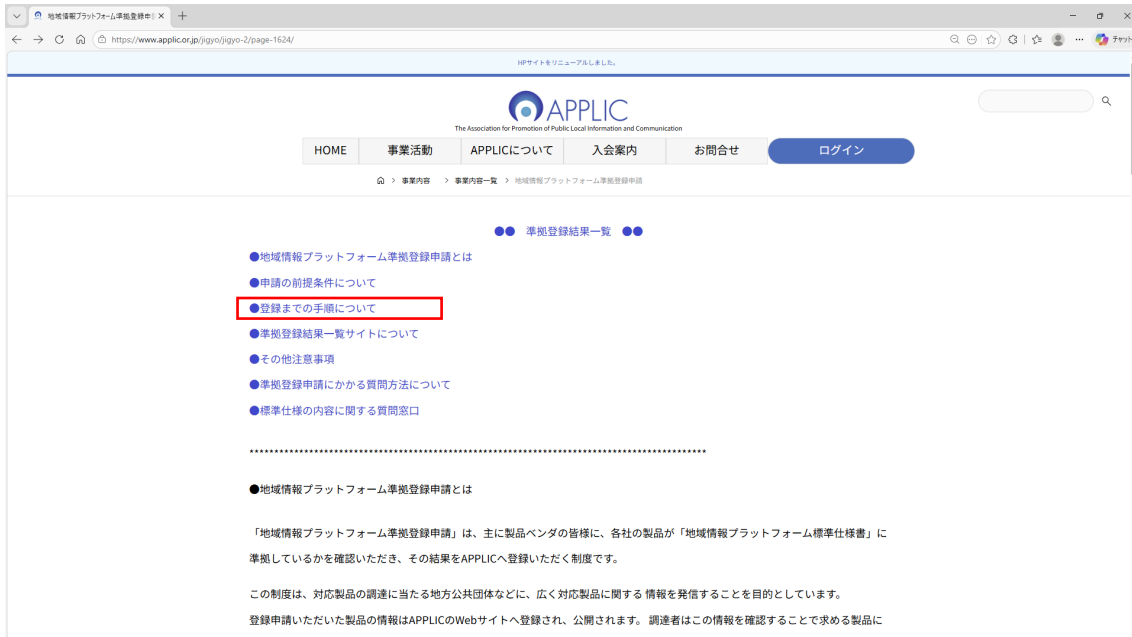 地域情報プラットフォーム準拠登録申
https://www.applic.or.jp/jigyo/jigyo-2/page-1624/
チャット
HPサイトをリニューアルしました。
APPLIC
The Association for Promotion of Public Local Information and Communication
HOME 事業活動 APPLICについて 入会案内 お問合せ ログイン
事業内容 > 事業内容一覧 > 地域情報プラットフォーム準拠登録申請
●● 準拠登録結果一覧 ●●
●地域情報プラットフォーム準拠登録申請とは
●申請の前提条件について
●登録までの手順について
●準拠登録結果一覧サイトについて
●その他注意事項
●準拠登録申請にかかる質問方法について
●標準仕様の内容に関する質問窓口
********************************************************************************************
●地域情報プラットフォーム準拠登録申請とは
「地域情報プラットフォーム準拠登録申請」は、主に製品ベンダの皆様に、各社の製品が「地域情報プラットフォーム標準仕様書」に
準拠しているかを確認いただき、その結果をAPPLICへ登録いただく制度です。
この制度は、対応製品の調達に当たる地方公共団体などに、広く対応製品に関する 情報を発信することを目的としています。
登録申請いただいた製品の情報はAPPLICのWebサイトへ登録され、公開されます。 調達者はこの情報を確認することで求める製品に